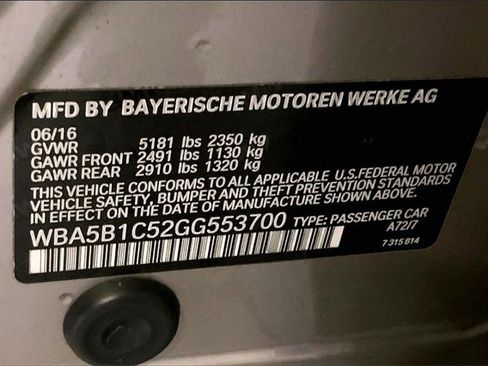 MFD BY BAYERISCHE MOTOREN WERKE AG
06/16
GVWR 5181 lbs 2350 kg
GAWR FRONT 2491 lbs 1130 kg
GAWR REAR 2910 lbs 1320 kg
THIS VEHICLE CONFORMS TO ALL APPLICABLE U.S.FEDERAL MOTOR
VEHICLE SAFETY, BUMPER AND THEFT PREVENTION STANDARDS
IN EFFECT ON THE DATE OF MANUFACTURE SHOWN ABOVE.
WBA5B1C52GG553700 TYPE: PASSENGER CAR
A72/7
7 315 814